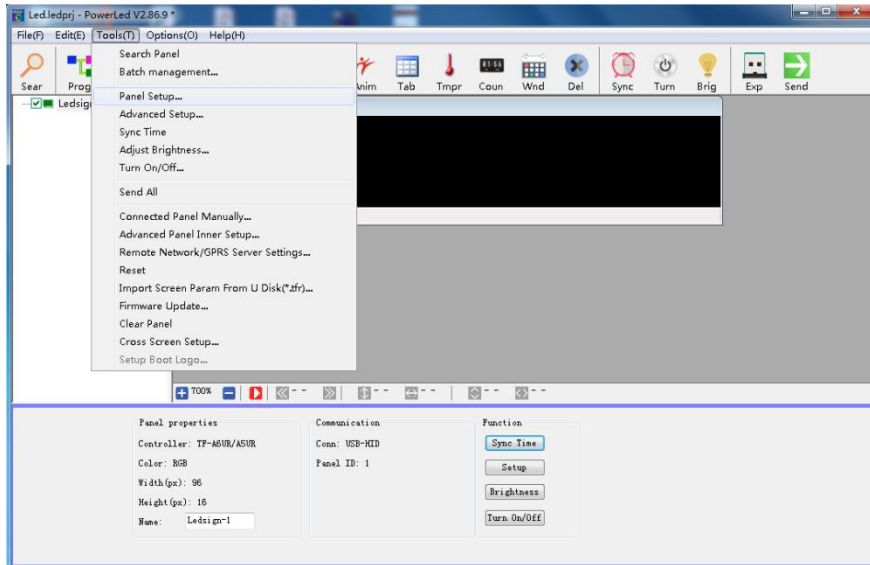 Led.ledprj - PowerLed V2.86.9 *
File(F) Edit(E) Tools(T) Options(O) Help(H)
Search Panel
Batch management...
Panel Setup...
Advanced Setup...
Sync Time
Adjust Brightness...
Turn On/Off...
Send All
Connected Panel Manually...
Advanced Panel Inner Setup...
Remote Network/GPRS Server Settings...
Reset
Import Screen Param From U Disk(*.tfr)...
Firmware Update...
Clear Panel
Cross Screen Setup...
Setup Boot Logo...
Sear Prog Anim Tab Tmpr Coun Wnd Del Sync Turn Brig Exp Send
01:56
Ledsig
700% -- -- -- -- --
Panel properties
Controller: TF-A6UR/A5UR
Color: RGB
Width(px): 96
Height(px): 16
Name: Ledsign-1
Communication
Conn: USB-HID
Panel ID: 1
Function
Sync Time
Setup
Brightness
Turn On/Off